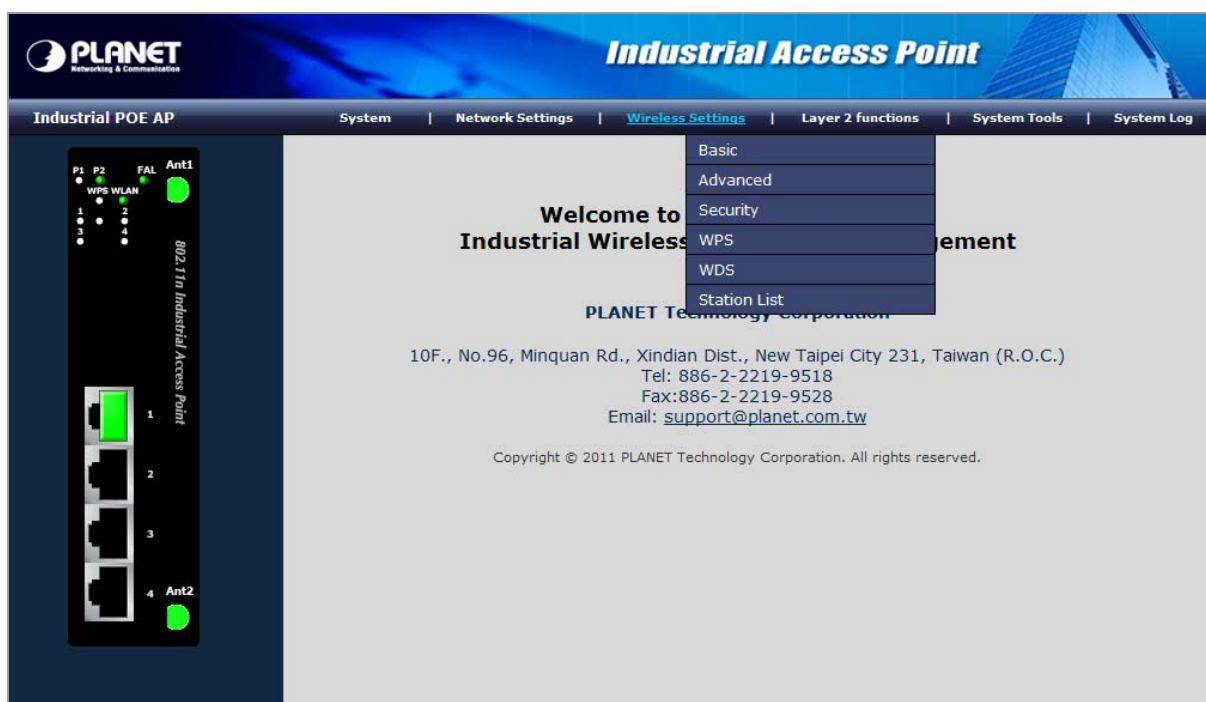 PLANET
Networking & Communication
Industrial Access Point
Industrial POE AP
System | Network Settings | Wireless Settings | Layer 2 functions | System Tools | System Log
Basic
Advanced
Security
WPS
WDS
Station List
P1 P2 FAL Ant1
WPS WLAN
1 2
3 4
802.11n Industrial Access Point
1
2
3
4 Ant2
Welcome to
Industrial Wireless ement
PLANET Technology Corporation
10F., No.96, Minquan Rd., Xindian Dist., New Taipei City 231, Taiwan (R.O.C.)
Tel: 886-2-2219-9518
Fax:886-2-2219-9528
Email: support@planet.com.tw
Copyright © 2011 PLANET Technology Corporation. All rights reserved.